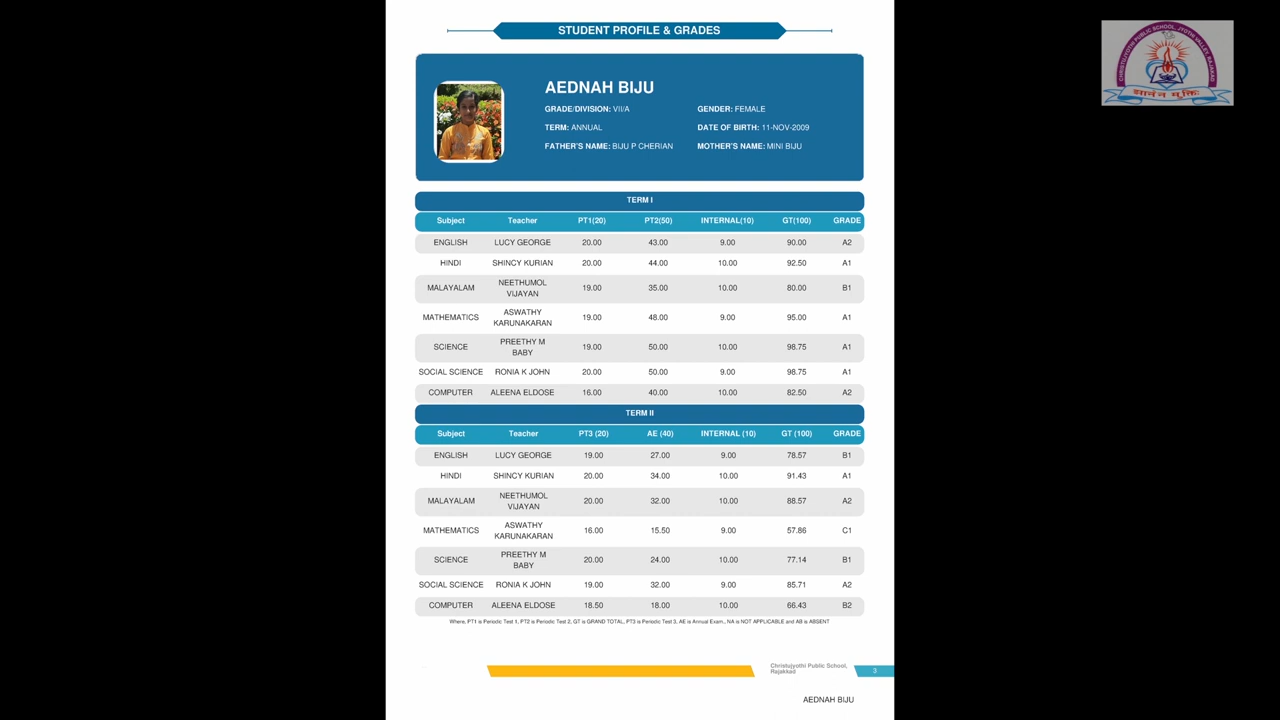 STUDENT PROFILE & GRADES
CHRISTUJYOTHI PUBLIC SCHOOL, JYOTHI VALLEY, RAJAKKAD
AEDNAH BIJU
GRADE/DIVISION: VII/A GENDER: FEMALE
TERM: ANNUAL DATE OF BIRTH: 11-NOV-2009
FATHER'S NAME: BIJU P CHERIAN MOTHER'S NAME: MINI BIJU
TERM I
Subject Teacher PT1(20) PT2(50) INTERNAL(10) GT(100) GRADE
ENGLISH LUCY GEORGE 20.00 43.00 9.00 90.00 A2
HINDI SHINCY KURIAN 20.00 44.00 10.00 92.50 A1
MALAYALAM NEETHUMOL VIJAYAN 19.00 35.00 10.00 80.00 B1
MATHEMATICS ASWATHY KARUNAKARAN 19.00 48.00 9.00 95.00 A1
SCIENCE PREETHY M BABY 19.00 50.00 10.00 98.75 A1
SOCIAL SCIENCE RONIA K JOHN 20.00 50.00 9.00 98.75 A1
COMPUTER ALEENA ELDOSE 16.00 40.00 10.00 82.50 A2
TERM II
Subject Teacher PT3 (20) AE (40) INTERNAL (10) GT (100) GRADE
ENGLISH LUCY GEORGE 19.00 27.00 9.00 78.57 B1
HINDI SHINCY KURIAN 20.00 34.00 10.00 91.43 A1
MALAYALAM NEETHUMOL VIJAYAN 20.00 32.00 10.00 88.57 A2
MATHEMATICS ASWATHY KARUNAKARAN 16.00 15.50 9.00 57.86 C1
SCIENCE PREETHY M BABY 20.00 24.00 10.00 77.14 B1
SOCIAL SCIENCE RONIA K JOHN 19.00 32.00 9.00 85.71 A2
COMPUTER ALEENA ELDOSE 18.50 18.00 10.00 66.43 B2
Where, PT1 is Periodic Test 1, PT2 is Periodic Test 2, GT is GRAND TOTAL, PT3 is Periodic Test 3, AE is Annual Exam., NA is NOT APPLICABLE and AB is ABSENT
Christujyothi Public School,
Rajakkad
3
AEDNAH BIJU